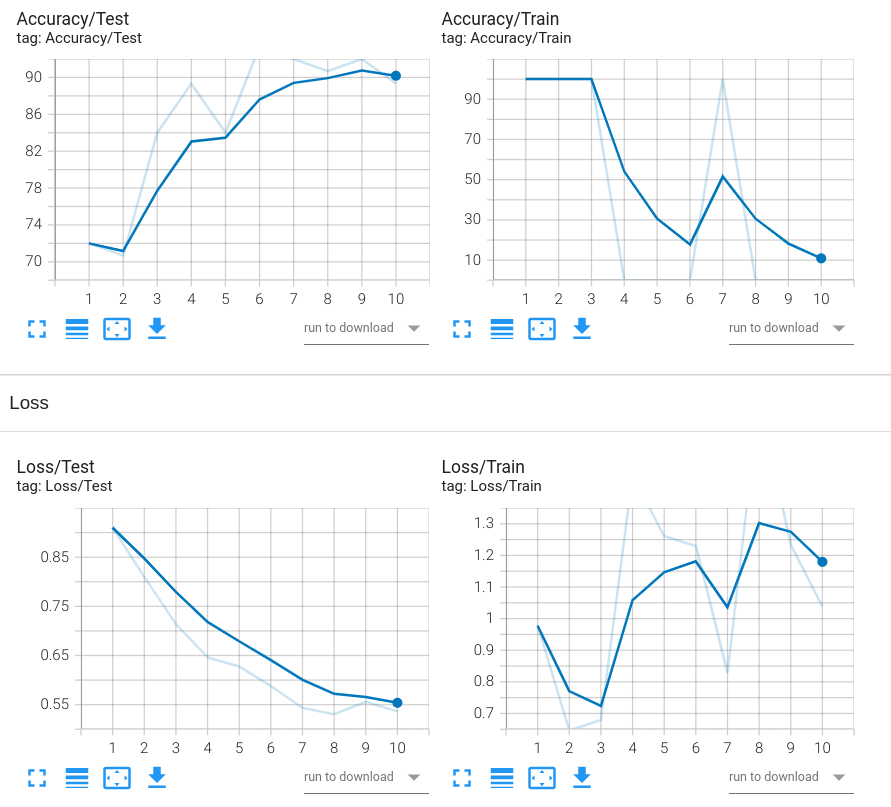 Accuracy/Test
tag: Accuracy/Test
90
86
82
78
74
70
1 2 3 4 5 6 7 8 9 10
run to download
Accuracy/Train
tag: Accuracy/Train
90
70
50
30
10
1 2 3 4 5 6 7 8 9 10
run to download
Loss
Loss/Test
tag: Loss/Test
0.85
0.75
0.65
0.55
1 2 3 4 5 6 7 8 9 10
run to download
Loss/Train
tag: Loss/Train
1.3
1.2
1.1
1
0.9
0.8
0.7
1 2 3 4 5 6 7 8 9 10
run to download